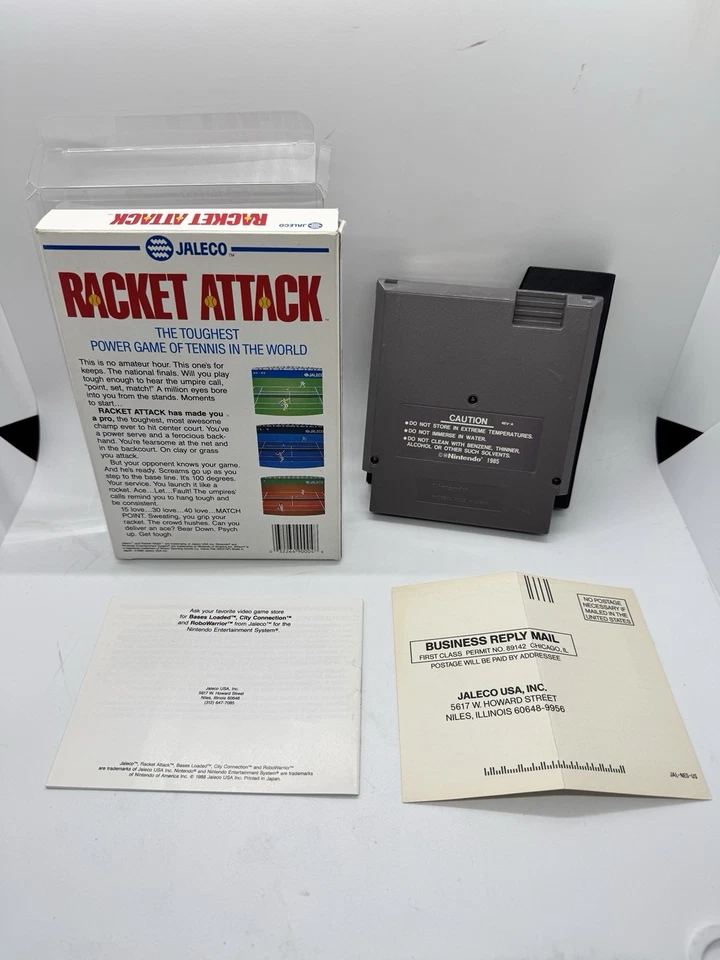 RACKET ATTACK
JALECO™
JALECO™
RACKET ATTACK™
THE TOUGHEST
POWER GAME OF TENNIS IN THE WORLD
This is no amateur hour. This one's for
keeps. The national finals. Will you play
tough enough to hear the umpire call,
"point, set, match!" A million eyes bore
into you from the stands. Moments
to start...
RACKET ATTACK has made you
a pro, the toughest, most awesome
champ ever to hit center court. You've
a power serve and a ferocious back-
hand. You're fearsome at the net and
in the backcourt. On clay or grass
you attack.
But your opponent knows your game.
And he's ready. Screams go up as you
step to the base line. It's 100 degrees.
Your service. You launch it like a
rocket. Ace...Let...Fault! The umpires'
calls remind you to hang tough and
be consistent.
15 love...30 love...40 love...MATCH
POINT. Sweating, you grip your
racket. The crowd hushes. Can you
deliver an ace? Bear Down. Psych
up. Get tough.
CAUTION
REV-A
• DO NOT STORE IN EXTREME TEMPERATURES.
• DO NOT IMMERSE IN WATER.
• DO NOT CLEAN WITH BENZENE, THINNER,
ALCOHOL OR OTHER SUCH SOLVENTS.
©®Nintendo® 1985
Ask your favorite video game store
for Bases Loaded™, City Connection™
and RoboWarrior™ from Jaleco™ for the
Nintendo Entertainment System®.
Jaleco USA, Inc.
5617 W. Howard Street
Niles, Illinois 60648
(312) 647-7085
Jaleco™, Racket Attack™, Bases Loaded™, City Connection™ and RoboWarrior™
are trademarks of Jaleco USA Inc. Nintendo® and Nintendo Entertainment System® are trademarks
of Nintendo of America Inc. © 1988 Jaleco USA Inc. Printed in Japan.
NO POSTAGE
NECESSARY IF
MAILED IN THE
UNITED STATES
BUSINESS REPLY MAIL
FIRST CLASS PERMIT NO. 89142 CHICAGO, IL
POSTAGE WILL BE PAID BY ADDRESSEE
JALECO USA, INC.
5617 W. HOWARD STREET
NILES, ILLINOIS 60648-9956
JAL-NES-US